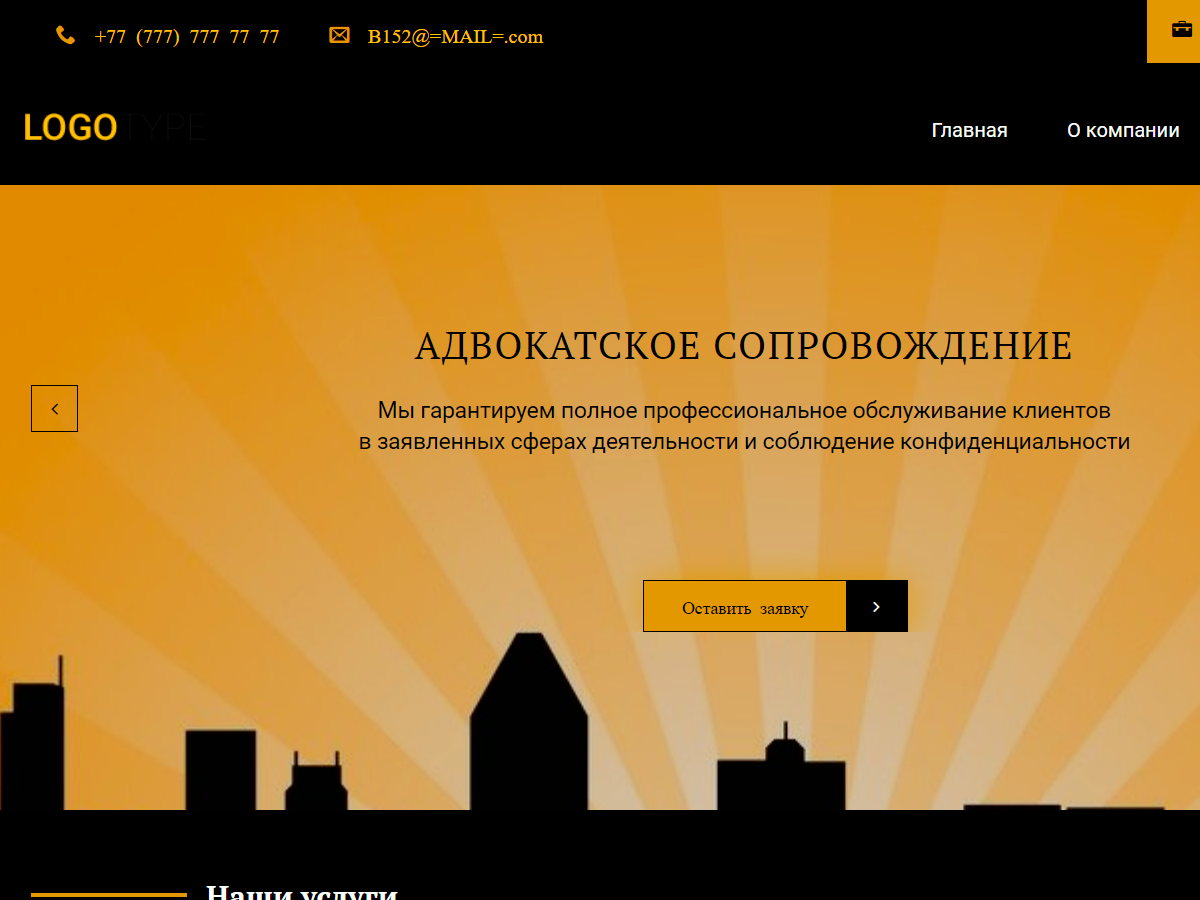 +77 (777) 777 77 77
B152@=MAIL=.com
LOGOTYPE
Главная
О компании
АДВОКАТСКОЕ СОПРОВОЖДЕНИЕ
Мы гарантируем полное профессиональное обслуживание клиентов
в заявленных сферах деятельности и соблюдение конфиденциальности
Оставить заявку
Наши услуги